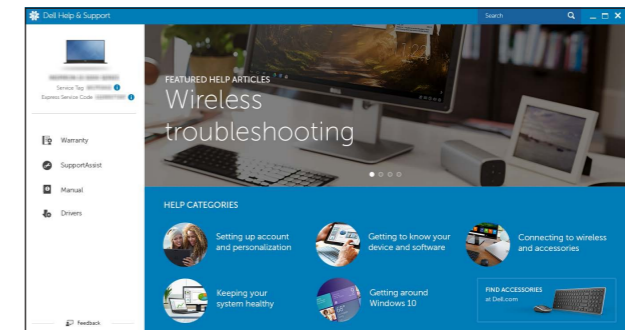 Dell Help & Support
Search
Service Tag:
Express Service Code:
Warranty
SupportAssist
Manual
Drivers
Feedback
FEATURED HELP ARTICLES
Wireless
troubleshooting
HELP CATEGORIES
Setting up account
and personalization
Getting to know your
device and software
Connecting to wireless
and accessories
Keeping your
system healthy
Getting around
Windows 10
FIND ACCESSORIES
at Dell.com